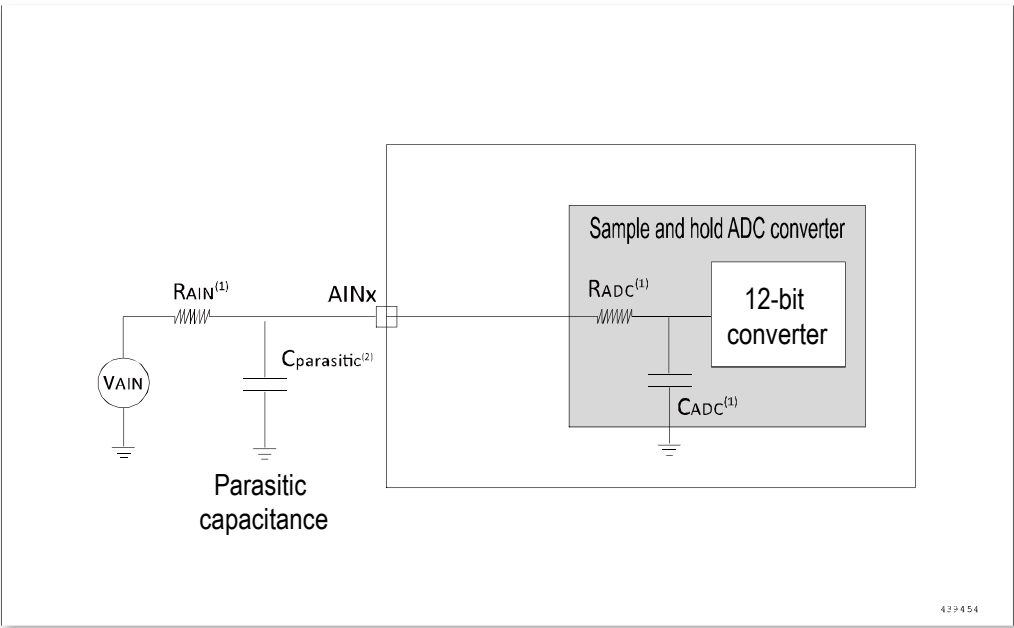 Sample and hold ADC converter
RAIN(1)
AINx
RADC(1)
12-bit
converter
Cparasitic(2)
VAIN
CADC(1)
Parasitic
capacitance
439454